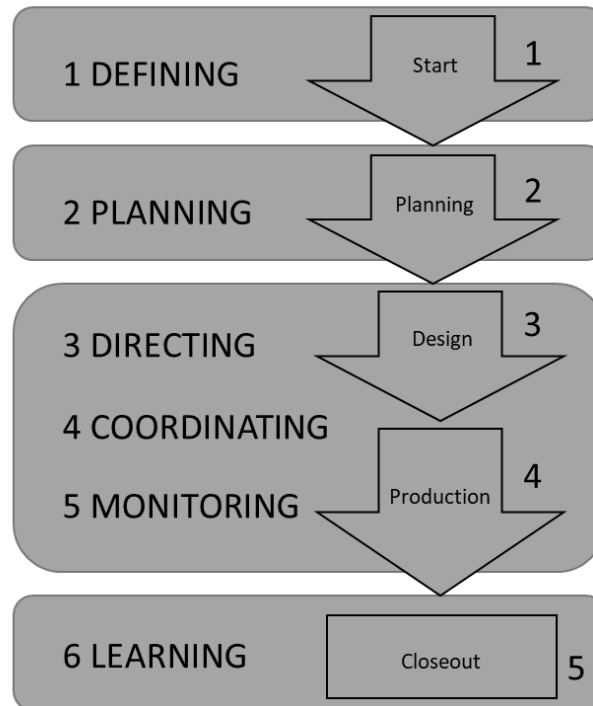 1 DEFINING
Start
1
2 PLANNING
Planning
2
3 DIRECTING
Design
3
4 COORDINATING
5 MONITORING
Production
4
6 LEARNING
Closeout
5